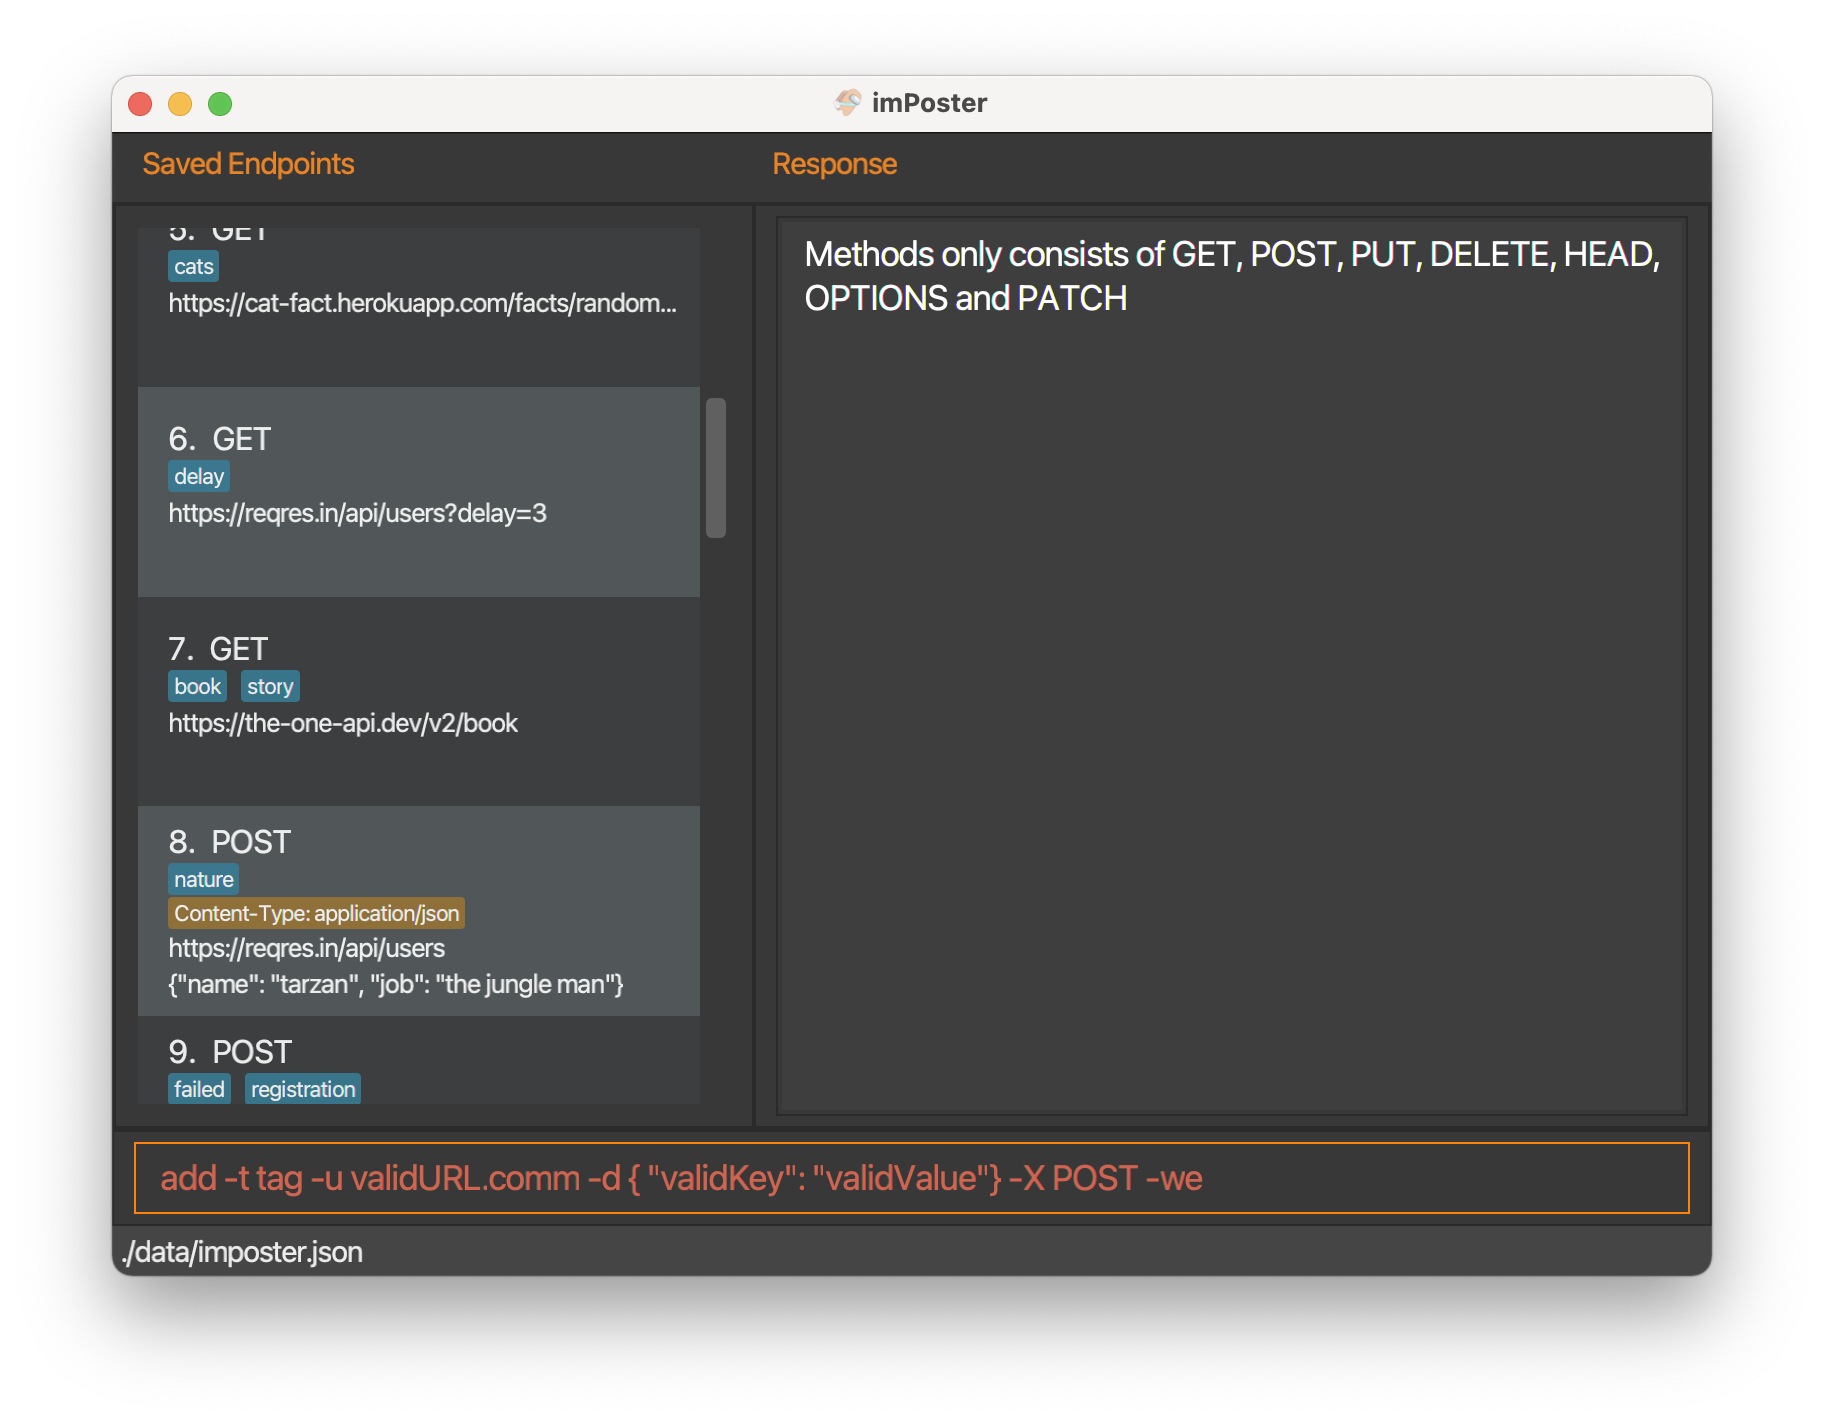 imPoster
Saved Endpoints
Response
5. GET
cats
https://cat-fact.herokuapp.com/facts/random...
6. GET
delay
https://reqres.in/api/users?delay=3
7. GET
book story
https://the-one-api.dev/v2/book
8. POST
nature
Content-Type: application/json
https://reqres.in/api/users
{"name": "tarzan", "job": "the jungle man"}
9. POST
failed registration
Methods only consists of GET, POST, PUT, DELETE, HEAD,
OPTIONS and PATCH
add -t tag -u validURL.comm -d { "validKey": "validValue"} -X POST -we
./data/imposter.json